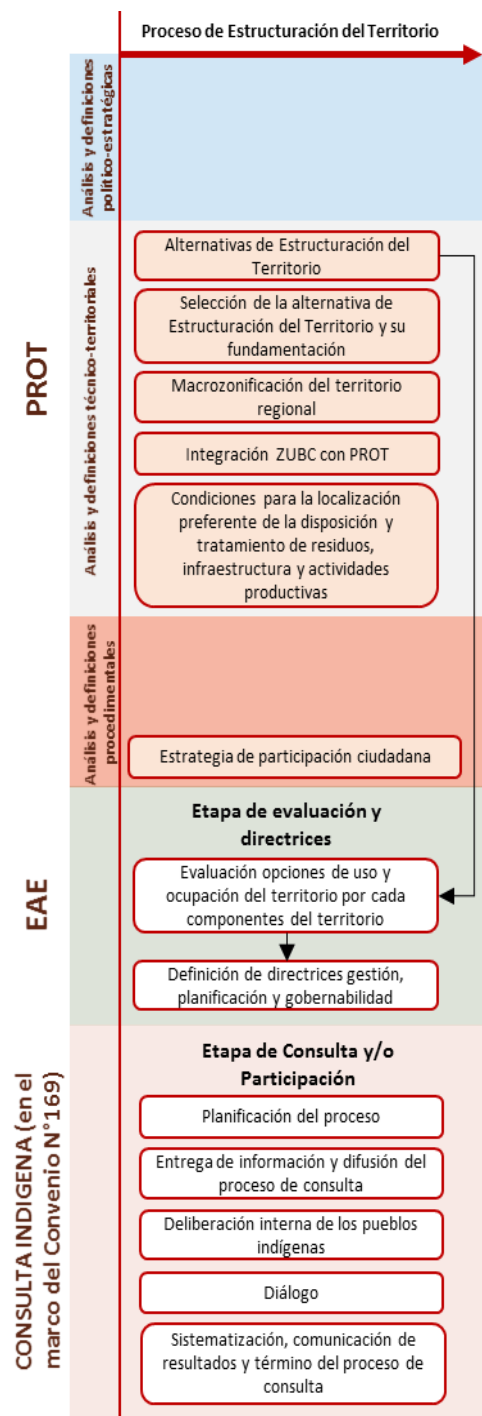 Proceso de Estructuración del Territorio
Análisis y definiciones
político-estratégicas
PROT
Análisis y definiciones técnico-territoriales
Alternativas de Estructuración del
Territorio
Selección de la alternativa de
Estructuración del Territorio y su
fundamentación
Macrozonificación del territorio
regional
Integración ZUBC con PROT
Condiciones para la localización
preferente de la disposición y
tratamiento de residuos,
infraestructura y actividades
productivas
Análisis y definiciones
procedimentales
Estrategia de participación ciudadana
EAE
Etapa de evaluación y
directrices
Evaluación opciones de uso y
ocupación del territorio por cada
componentes del territorio
Definición de directrices gestión,
planificación y gobernabilidad
CONSULTA INDIGENA (en el
marco del Convenio N°169)
Etapa de Consulta y/o
Participación
Planificación del proceso
Entrega de información y difusión del
proceso de consulta
Deliberación interna de los pueblos
indígenas
Diálogo
Sistematización, comunicación de
resultados y término del proceso de
consulta